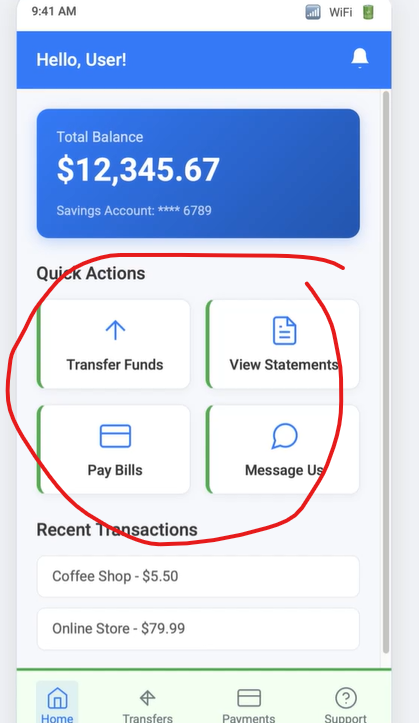 9:41 AM WiFi
Hello, User!
Total Balance
$12,345.67
Savings Account: **** 6789
Quick Actions
Transfer Funds View Statements
Pay Bills Message Us
Recent Transactions
Coffee Shop - $5.50
Online Store - $79.99
Home Transfers Payments Support